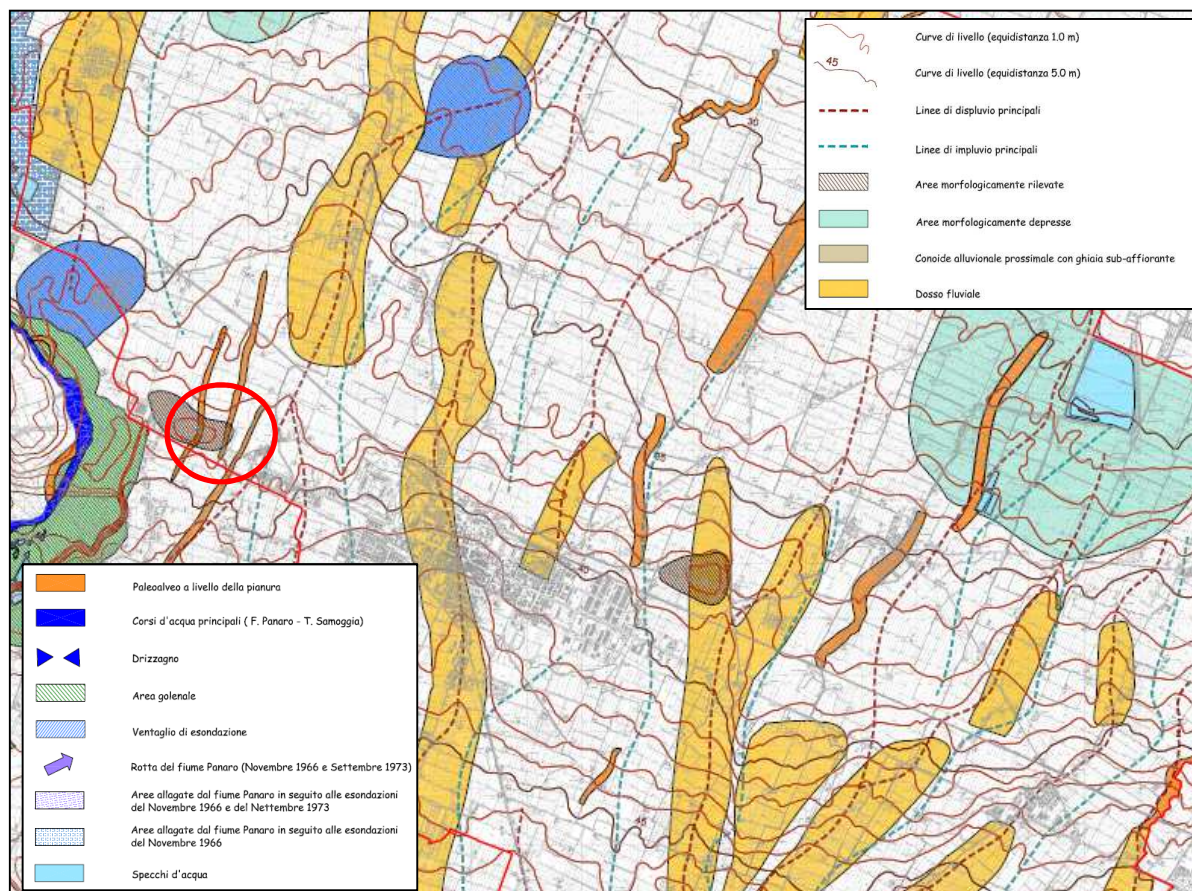 Curve di livello (equidistanza 1.0 m)
45
Curve di livello (equidistanza 5.0 m)
Linee di displuvio principali
Linee di impluvio principali
Aree morfologicamente rilevate
Aree morfologicamente depresse
Conoide alluvionale prossimale con ghiaia sub-affiorante
Dosso fluviale
30
35
40
45
Paleoalveo a livello della pianura
Corsi d'acqua principali ( F. Panaro - T. Samoggia)
Drizzagno
Area golenale
Ventaglio di esondazione
Rotta del fiume Panaro (Novembre 1966 e Settembre 1973)
Aree allagate dal fiume Panaro in seguito alle esondazioni
del Novembre 1966 e del Nettembre 1973
Aree allagate dal fiume Panaro in seguito alle esondazioni
del Novembre 1966
Specchi d'acqua